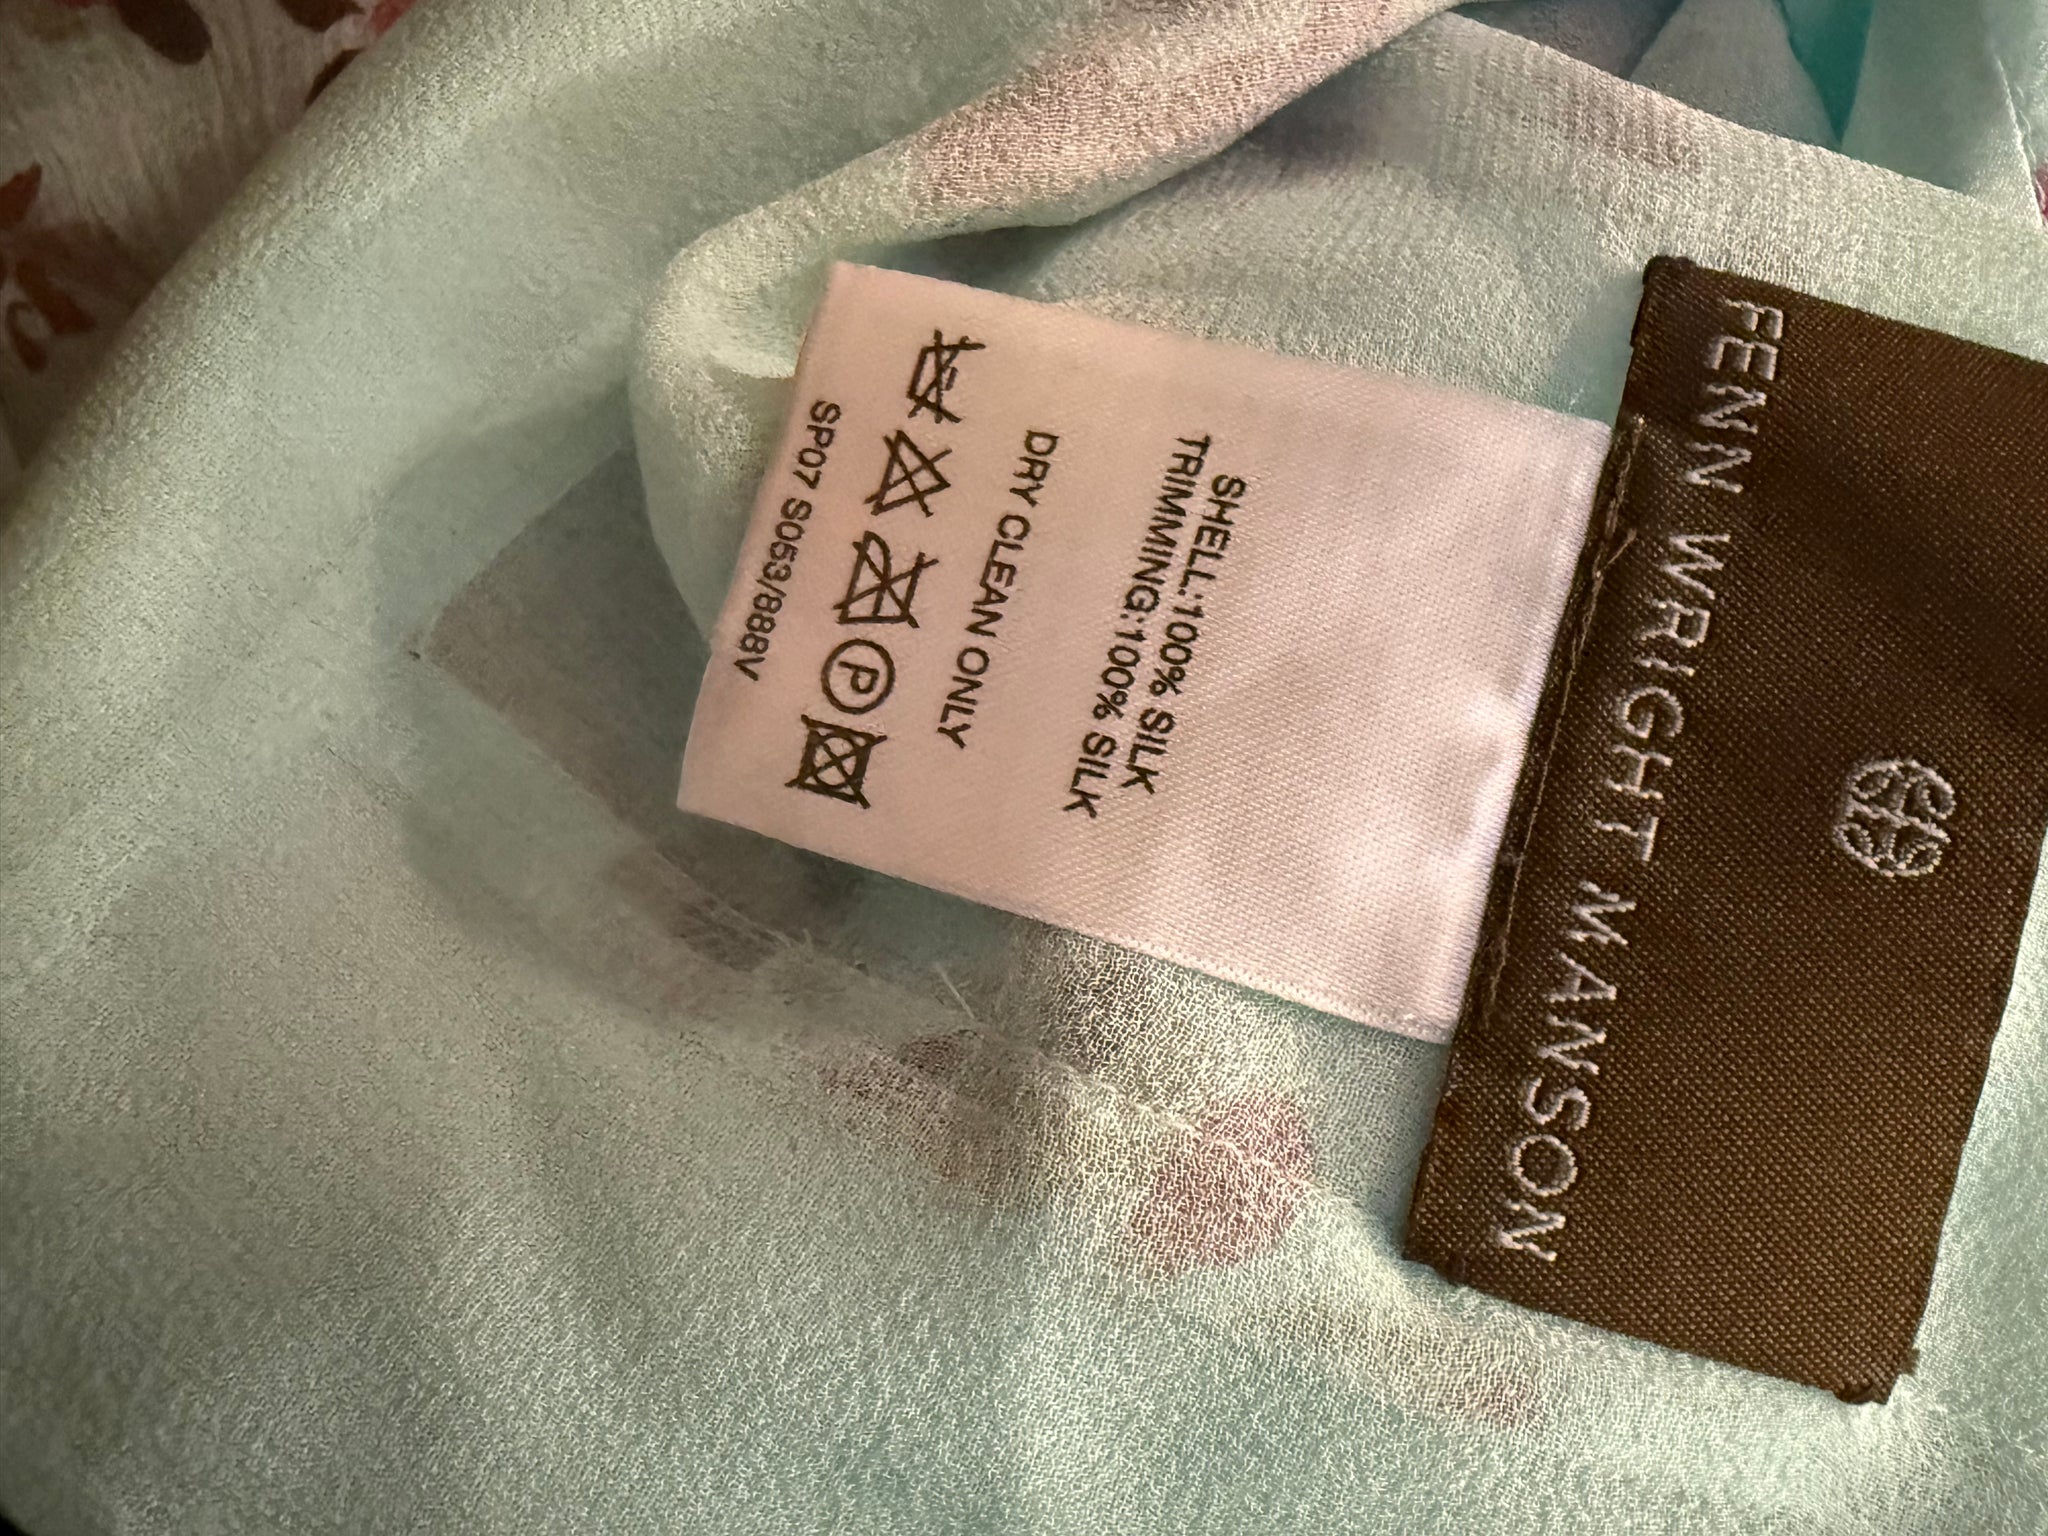 FENN WRIGHT MANSON
SHELL:100% SILK
TRIMMING:100% SILK
DRY CLEAN ONLY
P
SP07 S053/888V